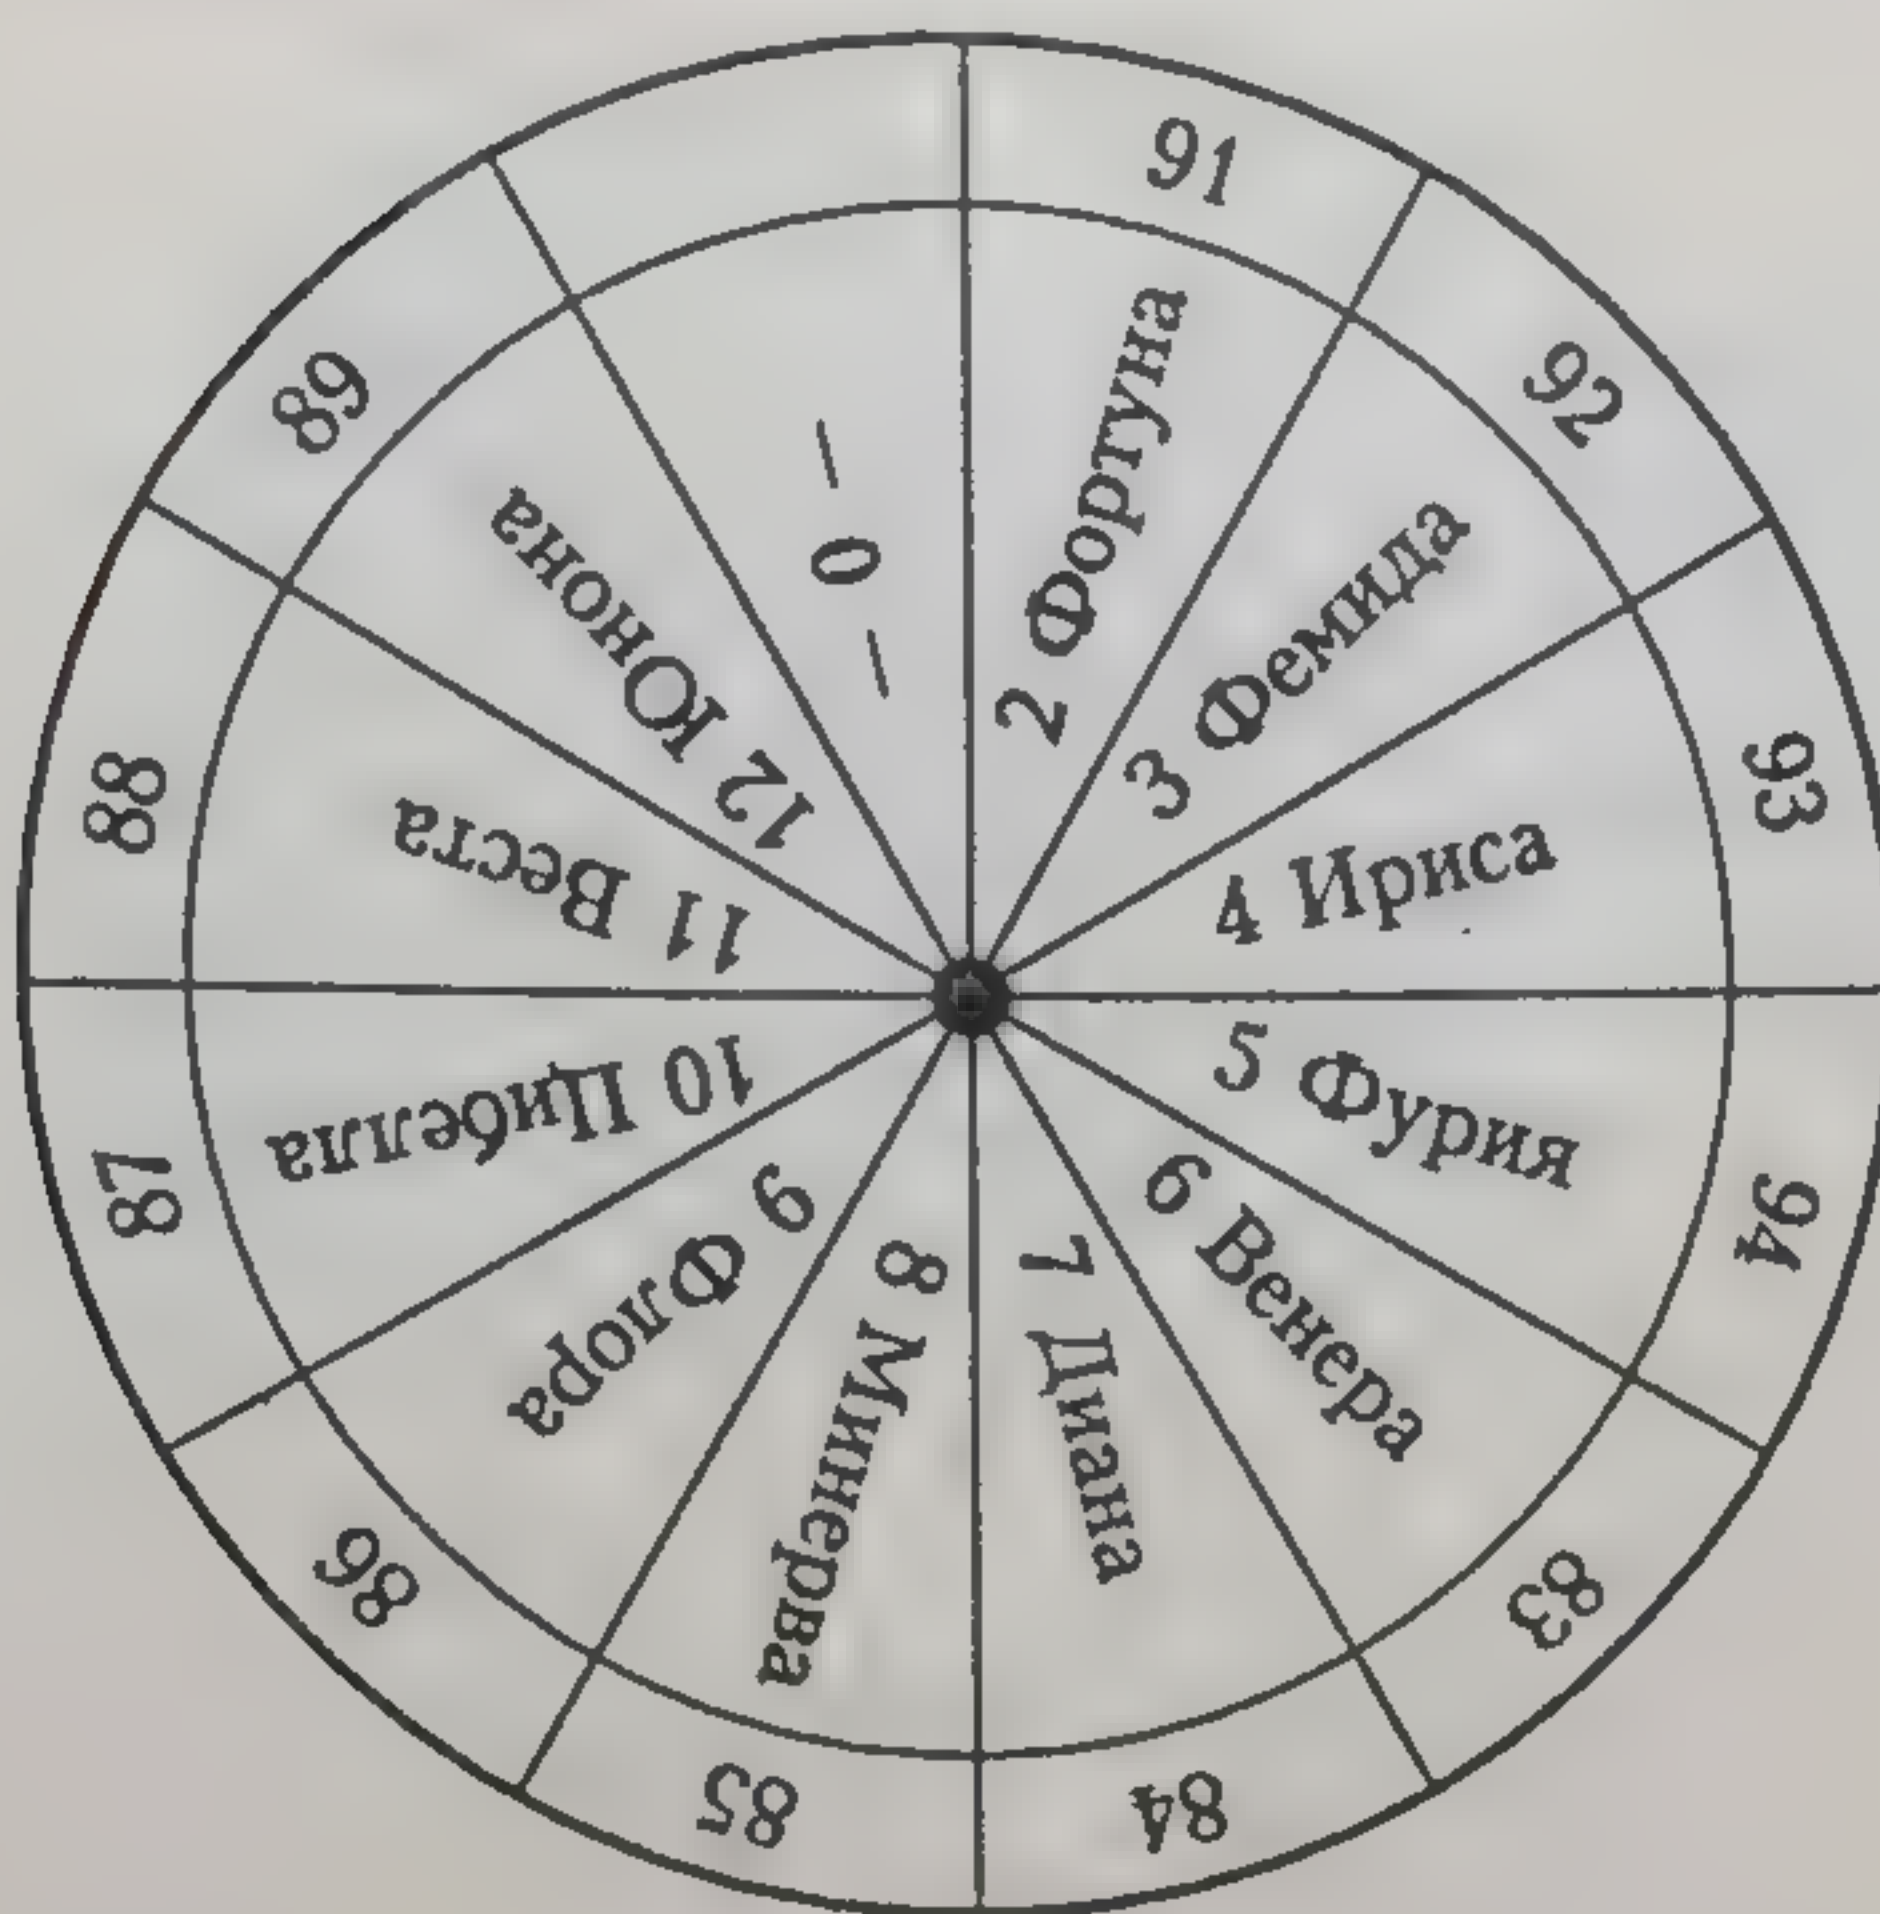 91
92
93
94
83
84
85
86
87
88
89
2 Фортуна
3 Фемида
4 Ириса
5 Фурия
6 Венера
7 Диана
8 Минерва
9 Флора
10 Цибелла
11 Веста
12 Юнона
— 0 —